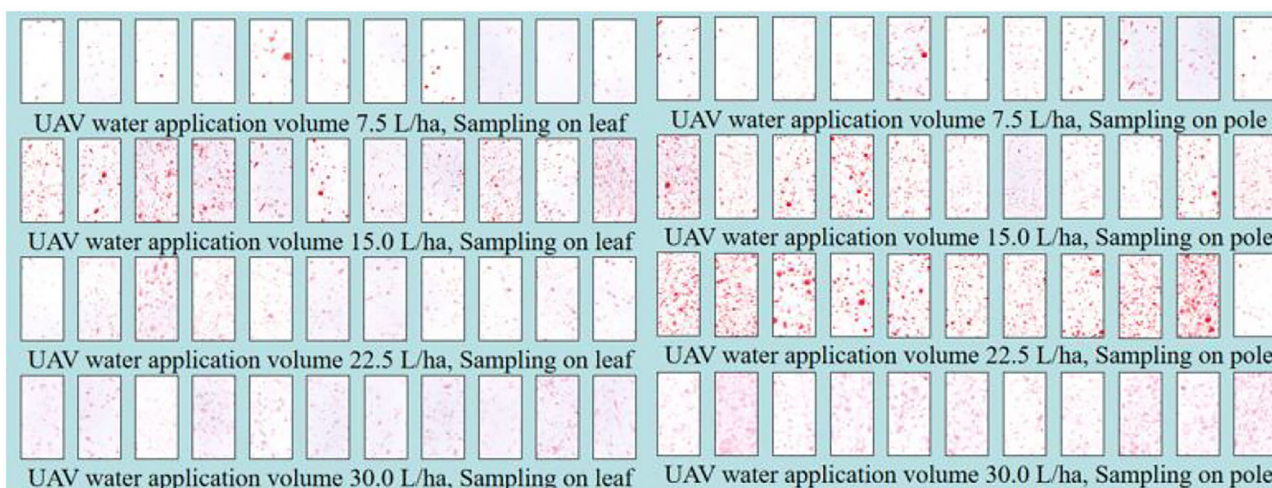 UAV water application volume 7.5 L/ha, Sampling on leaf
UAV water application volume 7.5 L/ha, Sampling on pole
UAV water application volume 15.0 L/ha, Sampling on leaf
UAV water application volume 15.0 L/ha, Sampling on pole
UAV water application volume 22.5 L/ha, Sampling on leaf
UAV water application volume 22.5 L/ha, Sampling on pole
UAV water application volume 30.0 L/ha, Sampling on leaf
UAV water application volume 30.0 L/ha, Sampling on pole